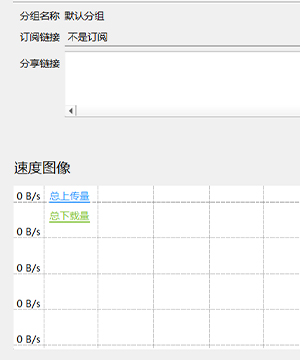 分组名称 默认分组
订阅链接 不是订阅
分享链接
速度图像
0 B/s 总上传量
总下载量
0 B/s
0 B/s
0 B/s
0 B/s